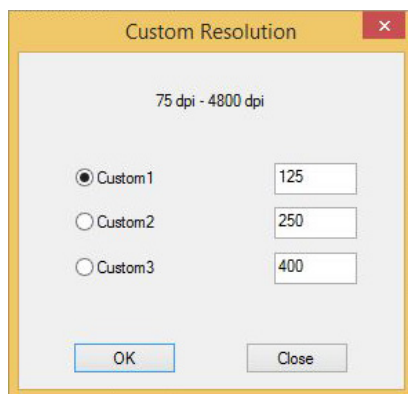 Custom Resolution
75 dpi - 4800 dpi
Custom1 125
Custom2 250
Custom3 400
OK Close